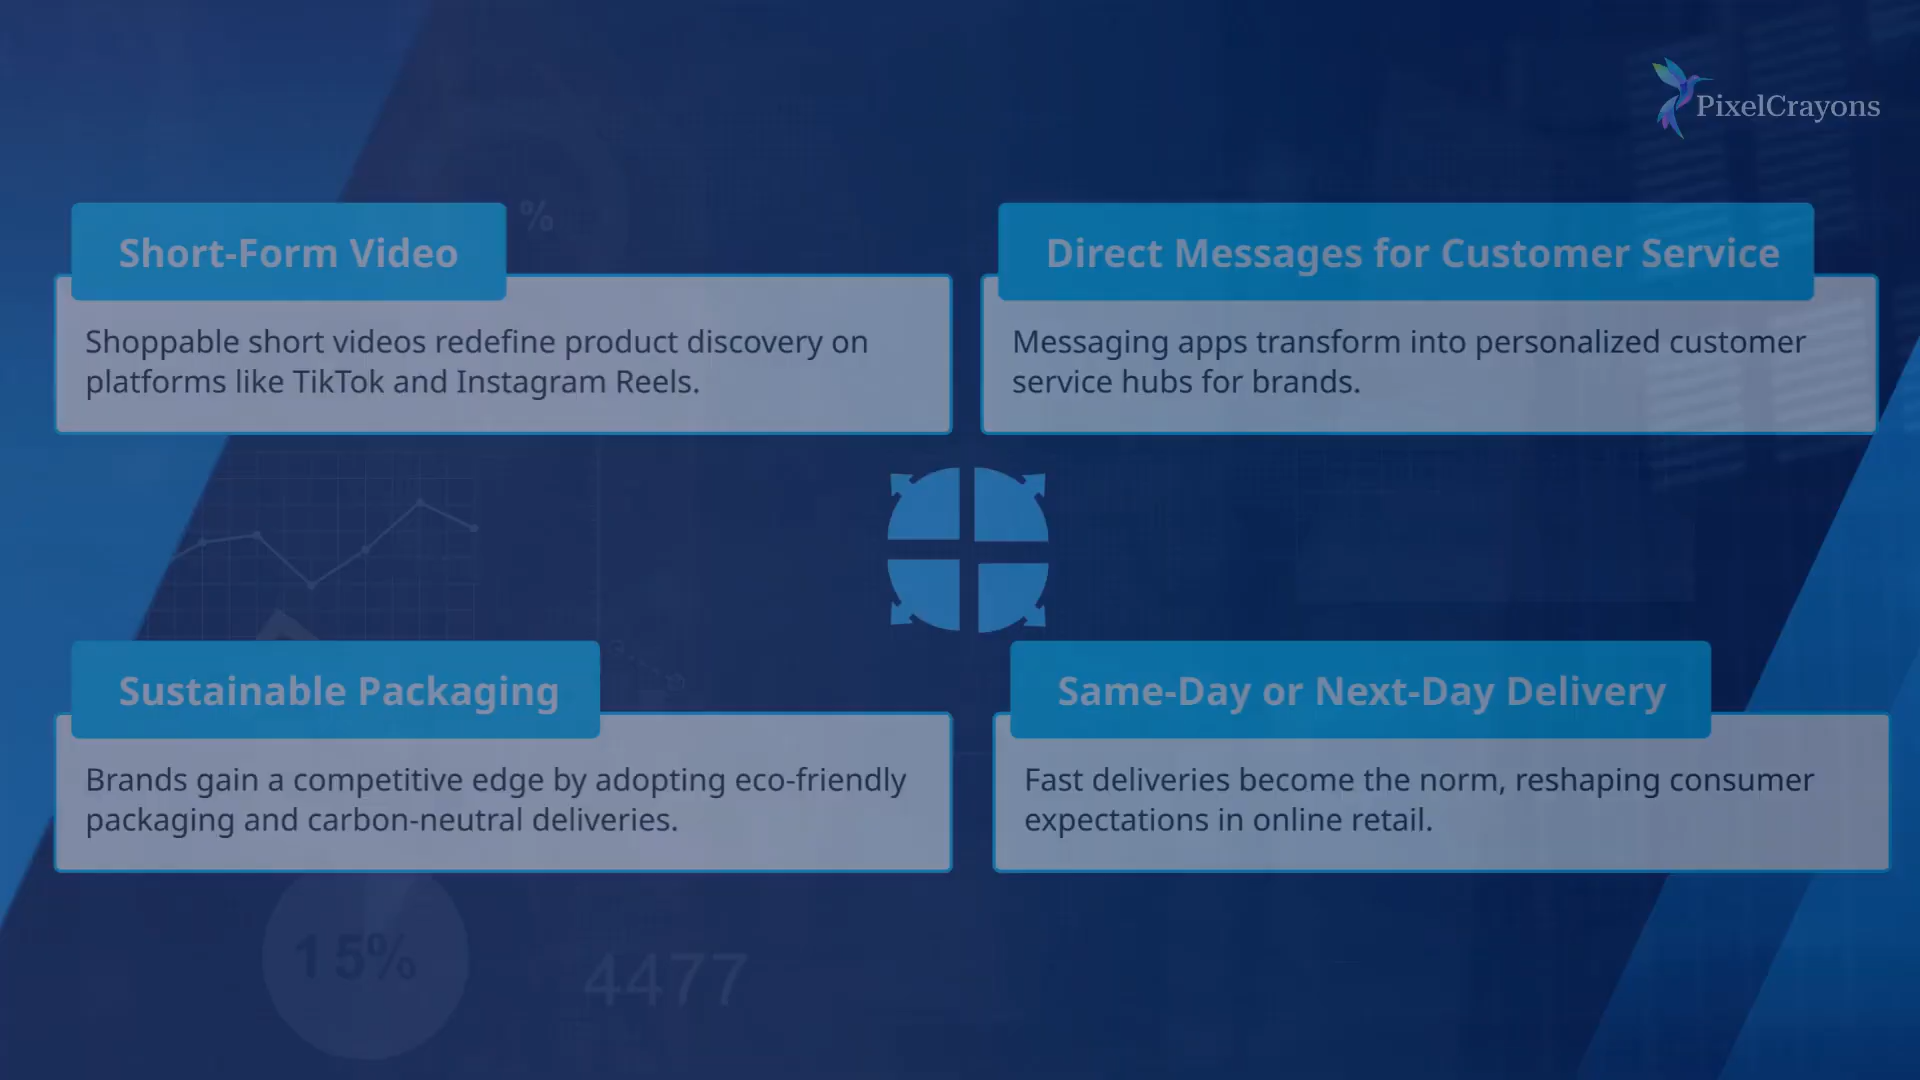 PixelCrayons
%
Short-Form Video
Shoppable short videos redefine product discovery on
platforms like TikTok and Instagram Reels.
Direct Messages for Customer Service
Messaging apps transform into personalized customer
service hubs for brands.
Sustainable Packaging
Brands gain a competitive edge by adopting eco-friendly
packaging and carbon-neutral deliveries.
Same-Day or Next-Day Delivery
Fast deliveries become the norm, reshaping consumer
expectations in online retail.
15%
4477